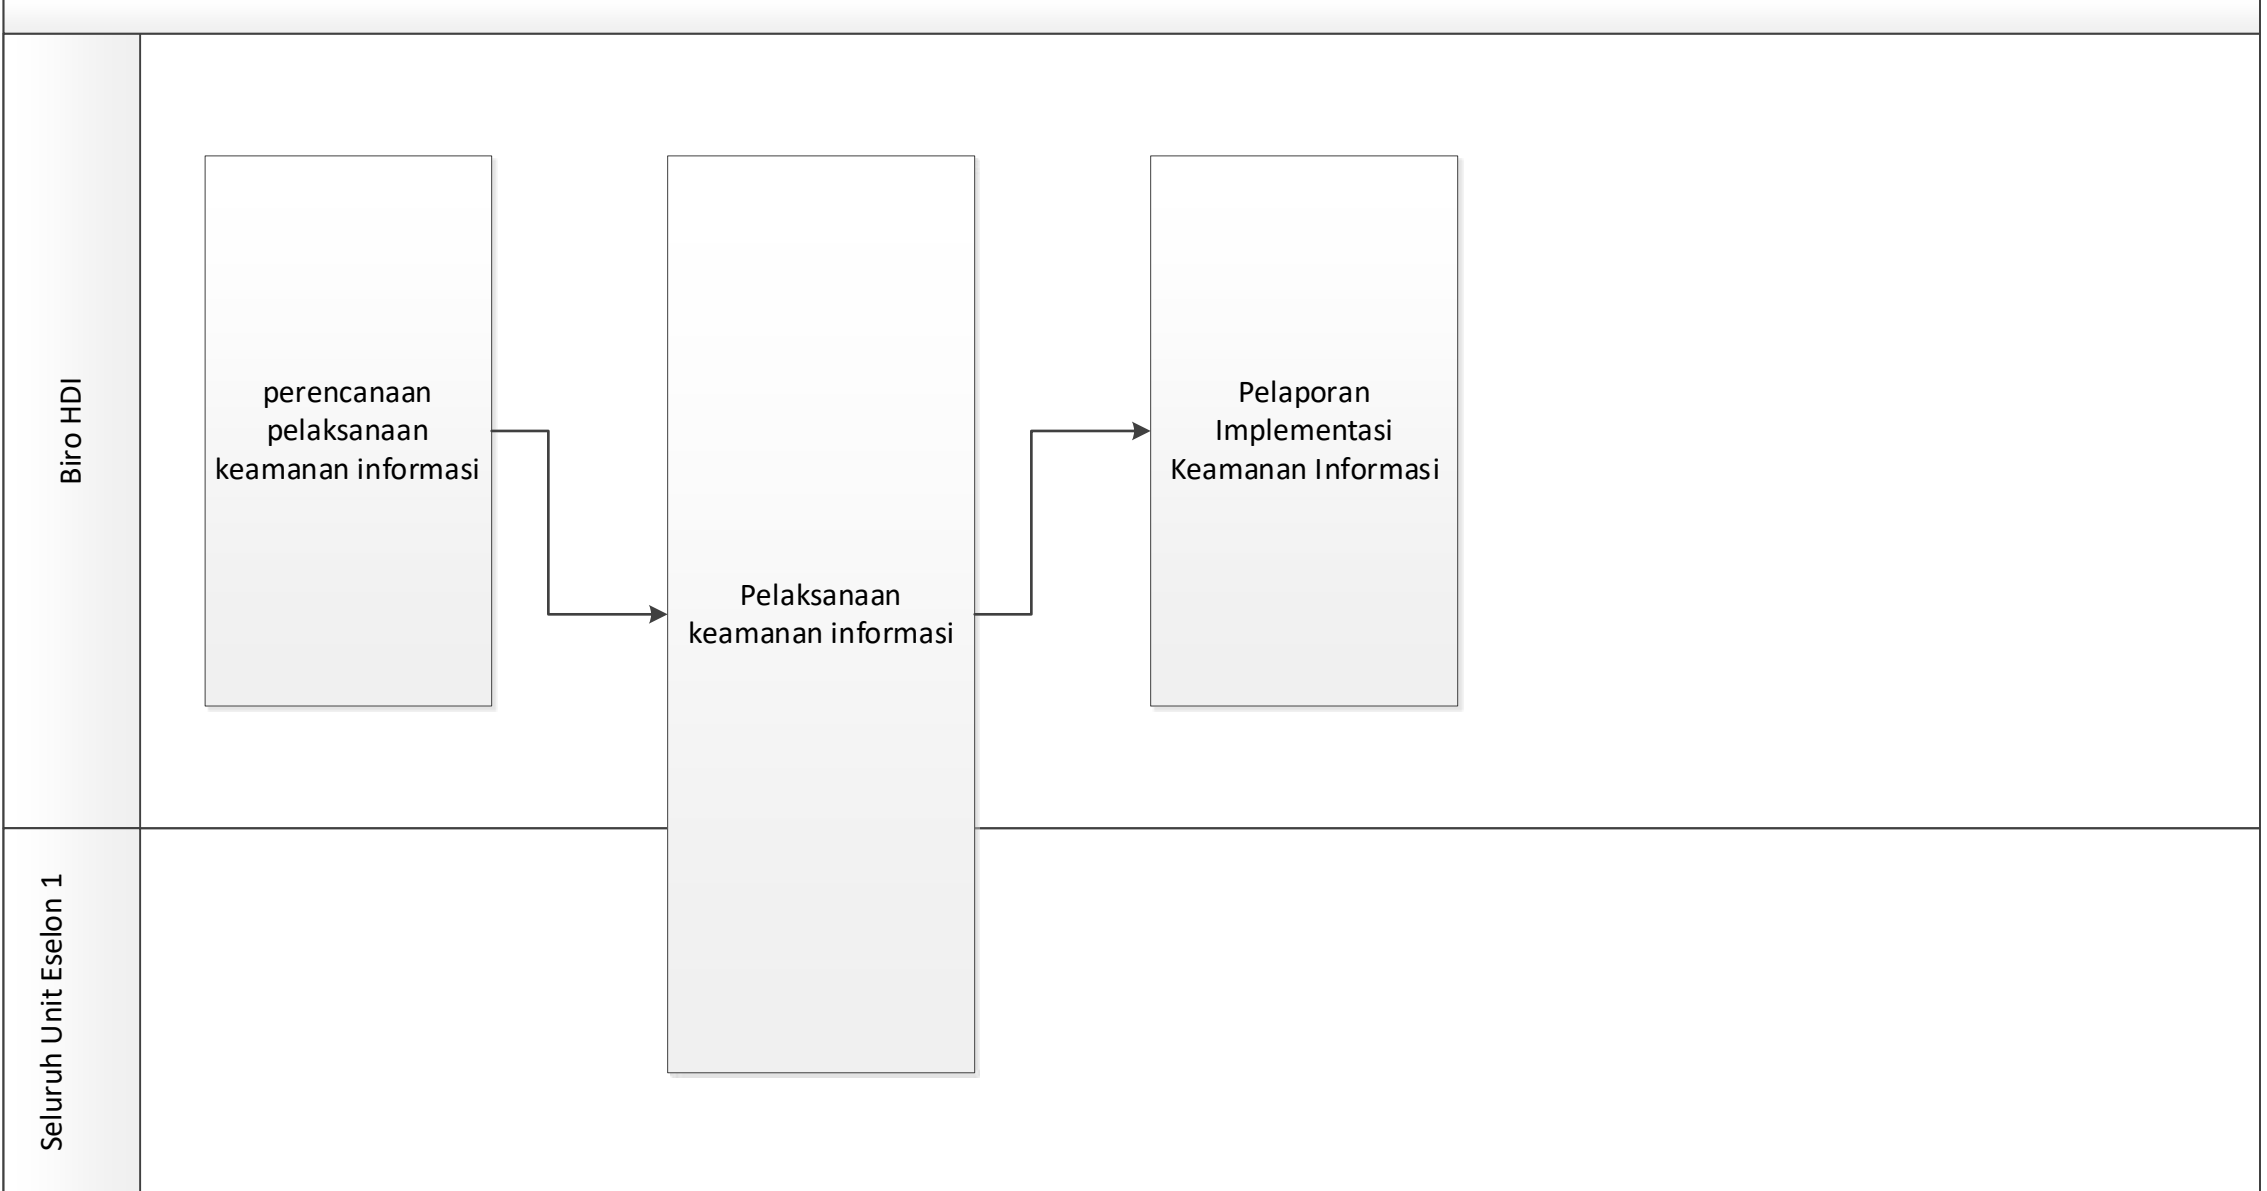 Biro HDI
perencanaan
pelaksanaan
keamanan informasi
Pelaksanaan
keamanan informasi
Pelaporan
Implementasi
Keamanan Informasi
Seluruh Unit Eselon 1